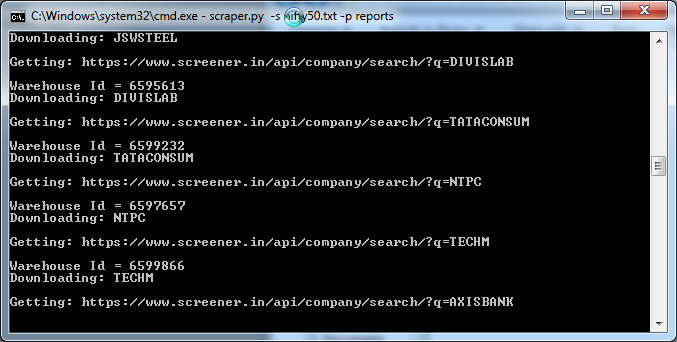 C:\Windows\system32\cmd.exe - scraper.py -s nifty50.txt -p reports
Downloading: JSWSTEEL
Getting: https://www.screener.in/api/company/search/?q=DIVISLAB
Warehouse Id = 6595613
Downloading: DIVISLAB
Getting: https://www.screener.in/api/company/search/?q=TATACONSUM
Warehouse Id = 6599232
Downloading: TATACONSUM
Getting: https://www.screener.in/api/company/search/?q=NTPC
Warehouse Id = 6597657
Downloading: NTPC
Getting: https://www.screener.in/api/company/search/?q=TECHM
Warehouse Id = 6599866
Downloading: TECHM
Getting: https://www.screener.in/api/company/search/?q=AXISBANK